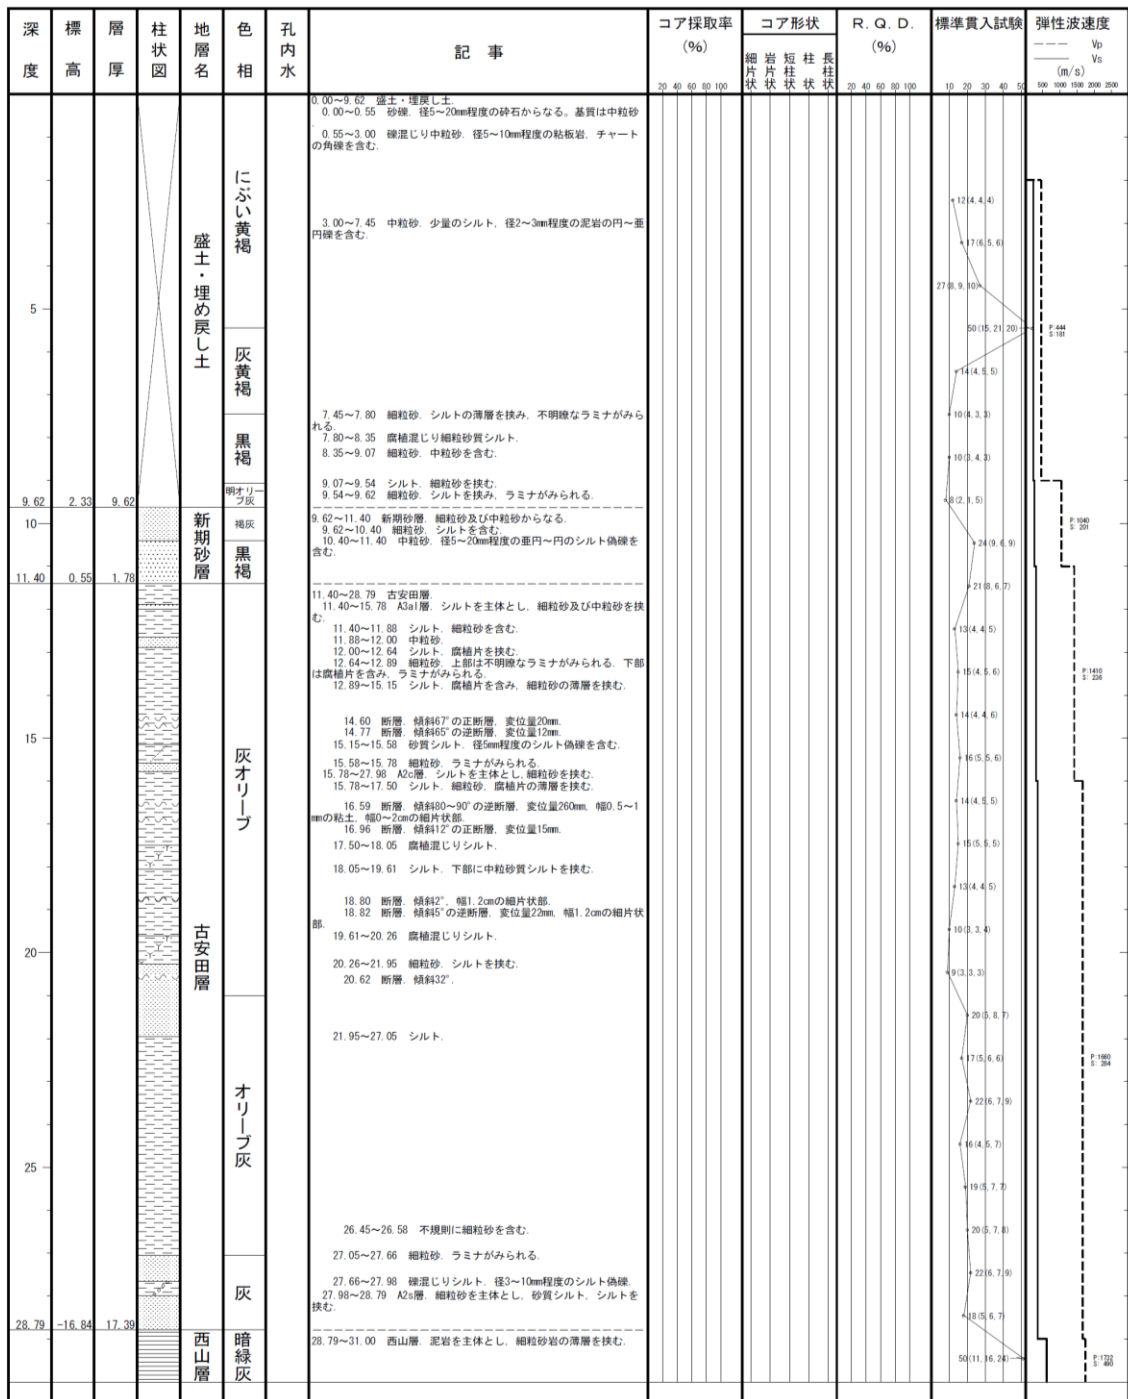 深度
標高
層厚
柱状図
地層名
色相
孔内水
記 事
コア採取率
(%)
20 40 60 80 100
コア形状
細片状
岩片状
短柱状
柱状
長柱状
R. Q. D.
(%)
20 40 60 80 100
標準貫入試験
10 20 30 40 50
弾性波速度
Vp
Vs
(m/s)
500 1000 1500 2000 2500
0.00~9.62 盛土・埋戻し土.
0.00~0.55 砂礫. 径5~20mm程度の砕石からなる。基質は中粒砂
.
0.55~3.00 礫混じり中粒砂. 径5~10mm程度の粘板岩, チャート
の角礫を含む.
3.00~7.45 中粒砂. 少量のシルト, 径2~3mm程度の泥岩の円~亜
円礫を含む.
7.45~7.80 細粒砂. シルトの薄層を挟み, 不明瞭なラミナがみら
れる.
7.80~8.35 腐植混じり細粒砂質シルト.
8.35~9.07 細粒砂. 中粒砂を含む.
9.07~9.54 シルト. 細粒砂を挟む.
9.54~9.62 細粒砂. シルトを挟み, ラミナがみられる.
9.62~11.40 新期砂層. 細粒砂及び中粒砂からなる.
9.62~10.40 細粒砂. シルトを含む.
10.40~11.40 中粒砂. 径5~20mm程度の亜円~円のシルト偽礫を
含む.
11.40~28.79 古安田層.
11.40~15.78 A3al層. シルトを主体とし, 細粒砂及び中粒砂を挟
む.
11.40~11.88 シルト. 細粒砂を含む.
11.88~12.00 中粒砂.
12.00~12.64 シルト. 腐植片を挟む.
12.64~12.89 細粒砂. 上部は不明瞭なラミナがみられる. 下部
は腐植片を含み, ラミナがみられる.
12.89~15.15 シルト. 腐植片を含み, 細粒砂の薄層を挟む.
14.60 断層. 傾斜67°の正断層, 変位量20mm.
14.77 断層. 傾斜65°の逆断層, 変位量12mm.
15.15~15.58 砂質シルト. 径5mm程度のシルト偽礫を含む.
15.58~15.78 細粒砂. ラミナがみられる.
15.78~27.98 A2c層. シルトを主体とし, 細粒砂を挟む.
15.78~17.50 シルト. 細粒砂, 腐植片の薄層を挟む.
16.59 断層. 傾斜80~90°の逆断層, 変位量260mm, 幅0.5~1
mmの粘土, 幅0~2cmの細片状部.
16.96 断層. 傾斜12°の正断層, 変位量15mm.
17.50~18.05 腐植混じりシルト.
18.05~19.61 シルト. 下部に中粒砂質シルトを挟む.
18.80 断層. 傾斜2°, 幅1.2cmの細片状部.
18.82 断層. 傾斜5°の逆断層, 変位量22mm, 幅1.2cmの細片状
部.
19.61~20.26 腐植混じりシルト.
20.26~21.95 細粒砂. シルトを挟む.
20.62 断層. 傾斜32°.
21.95~27.05 シルト.
26.45~26.58 不規則に細粒砂を含む.
27.05~27.66 細粒砂. ラミナがみられる.
27.66~27.98 礫混じりシルト. 径3~10mm程度のシルト偽礫.
27.98~28.79 A2s層. 細粒砂を主体とし, 砂質シルト, シルトを
挟む.
28.79~31.00 西山層. 泥岩を主体とし, 細粒砂岩の薄層を挟む.
5
9.62 2.33 9.62
10
11.40 0.55 1.78
15
20
25
28.79 -16.84 17.39
盛土・埋め戻し土
新期砂層
古安田層
西山層
にぶい黄褐
灰黄褐
黒褐
明オリー
ブ灰
褐灰
黒褐
灰オリーブ
オリーブ灰
灰
暗緑灰
12(4, 4, 4)
17(6, 5, 6)
27(8, 9, 10)
50(15, 21, 20)
14(4, 5, 5)
10(4, 3, 3)
10(3, 4, 3)
8(2, 1, 5)
24(9, 6, 9)
21(8, 6, 7)
13(4, 4, 5)
15(4, 5, 6)
14(4, 4, 6)
16(5, 5, 6)
14(4, 5, 5)
15(5, 5, 5)
13(4, 4, 5)
10(3, 3, 4)
9(3, 3, 3)
20(5, 8, 7)
17(5, 6, 6)
22(6, 7, 9)
16(4, 5, 7)
19(5, 7, 7)
20(5, 7, 8)
22(6, 7, 9)
18(5, 6, 7)
50(11, 16, 24)
P:444
S:181
P:1040
S: 201
P:1410
S: 236
P:1660
S: 284
P:1732
S: 490